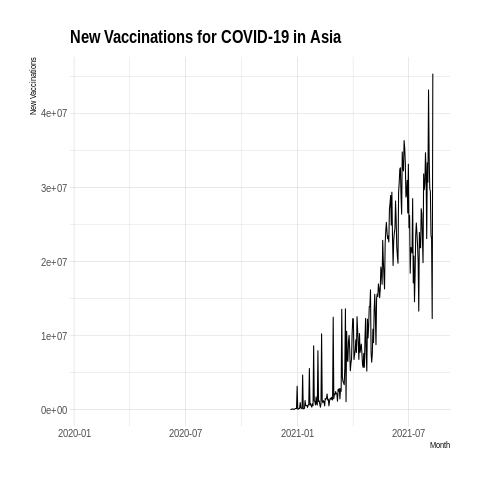 New Vaccinations for COVID-19 in Asia
New Vaccinations
4e+07
3e+07
2e+07
1e+07
0e+00
2020-01 2020-07 2021-01 2021-07
Month